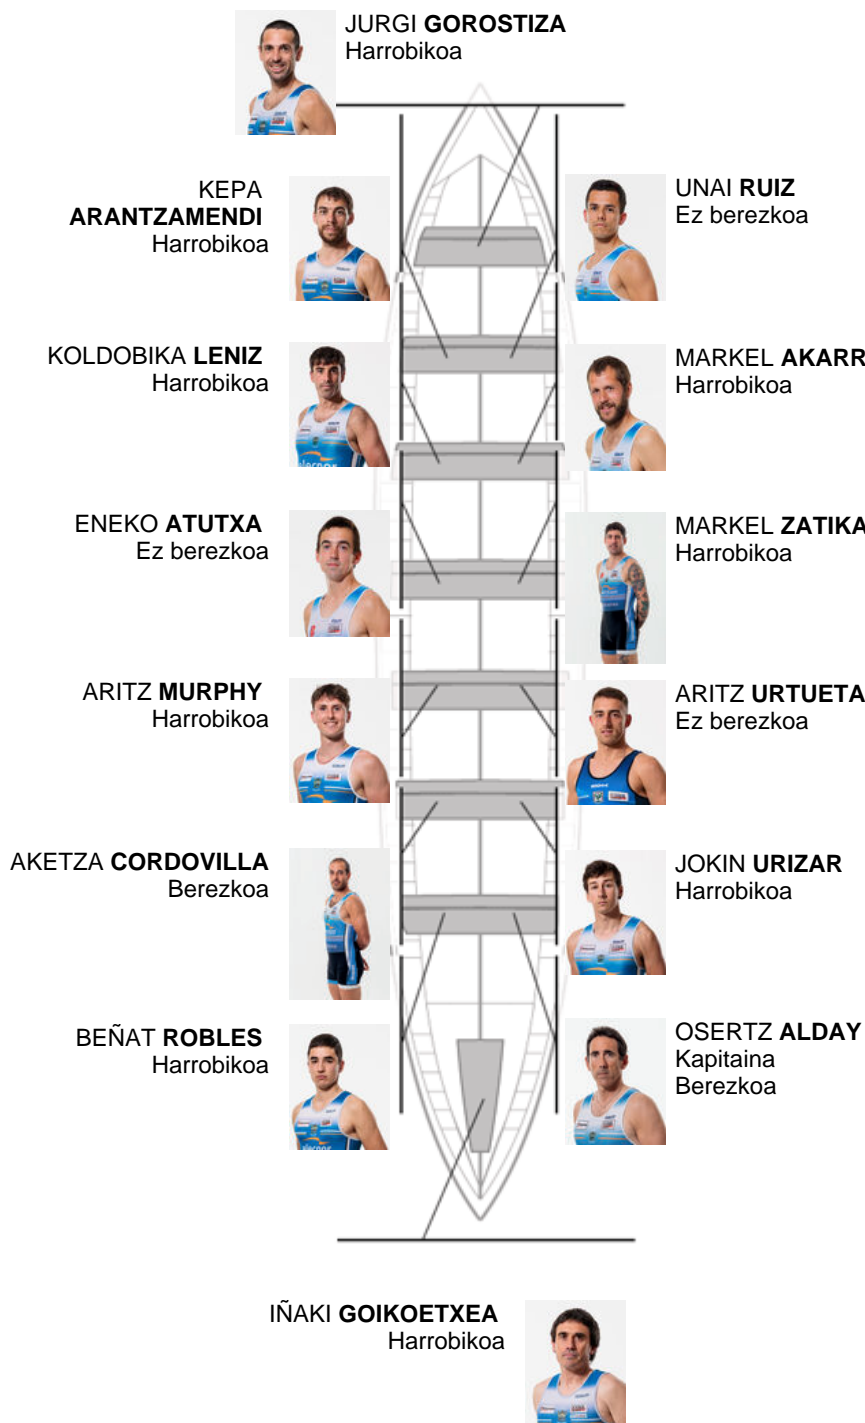 JURGI GOROSTIZA
Harrobikoa
KEPA
ARANTZAMENDI
Harrobikoa
UNAI RUIZ
Ez berezkoa
KOLDOBIKA LENIZ
Harrobikoa
MARKEL AKARR
Harrobikoa
ENEKO ATUTXA
Ez berezkoa
MARKEL ZATIKA
Harrobikoa
ARITZ MURPHY
Harrobikoa
ARITZ URTUETA
Ez berezkoa
AKETZA CORDOVILLA
Berezkoa
JOKIN URIZAR
Harrobikoa
BEÑAT ROBLES
Harrobikoa
OSERTZ ALDAY
Kapitaina
Berezkoa
IÑAKI GOIKOETXEA
Harrobikoa